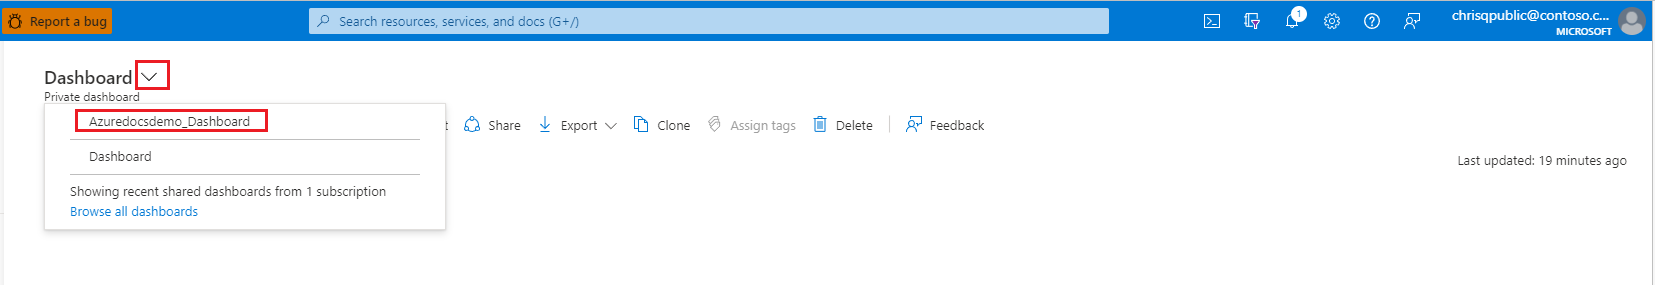 Report a bug
Search resources, services, and docs (G+/)
1
chrisqpublic@contoso.c...
MICROSOFT
Dashboard
Private dashboard
Azuredocsdemo_Dashboard
Dashboard
Showing recent shared dashboards from 1 subscription
Browse all dashboards
Share Export Clone Assign tags Delete Feedback
Last updated: 19 minutes ago